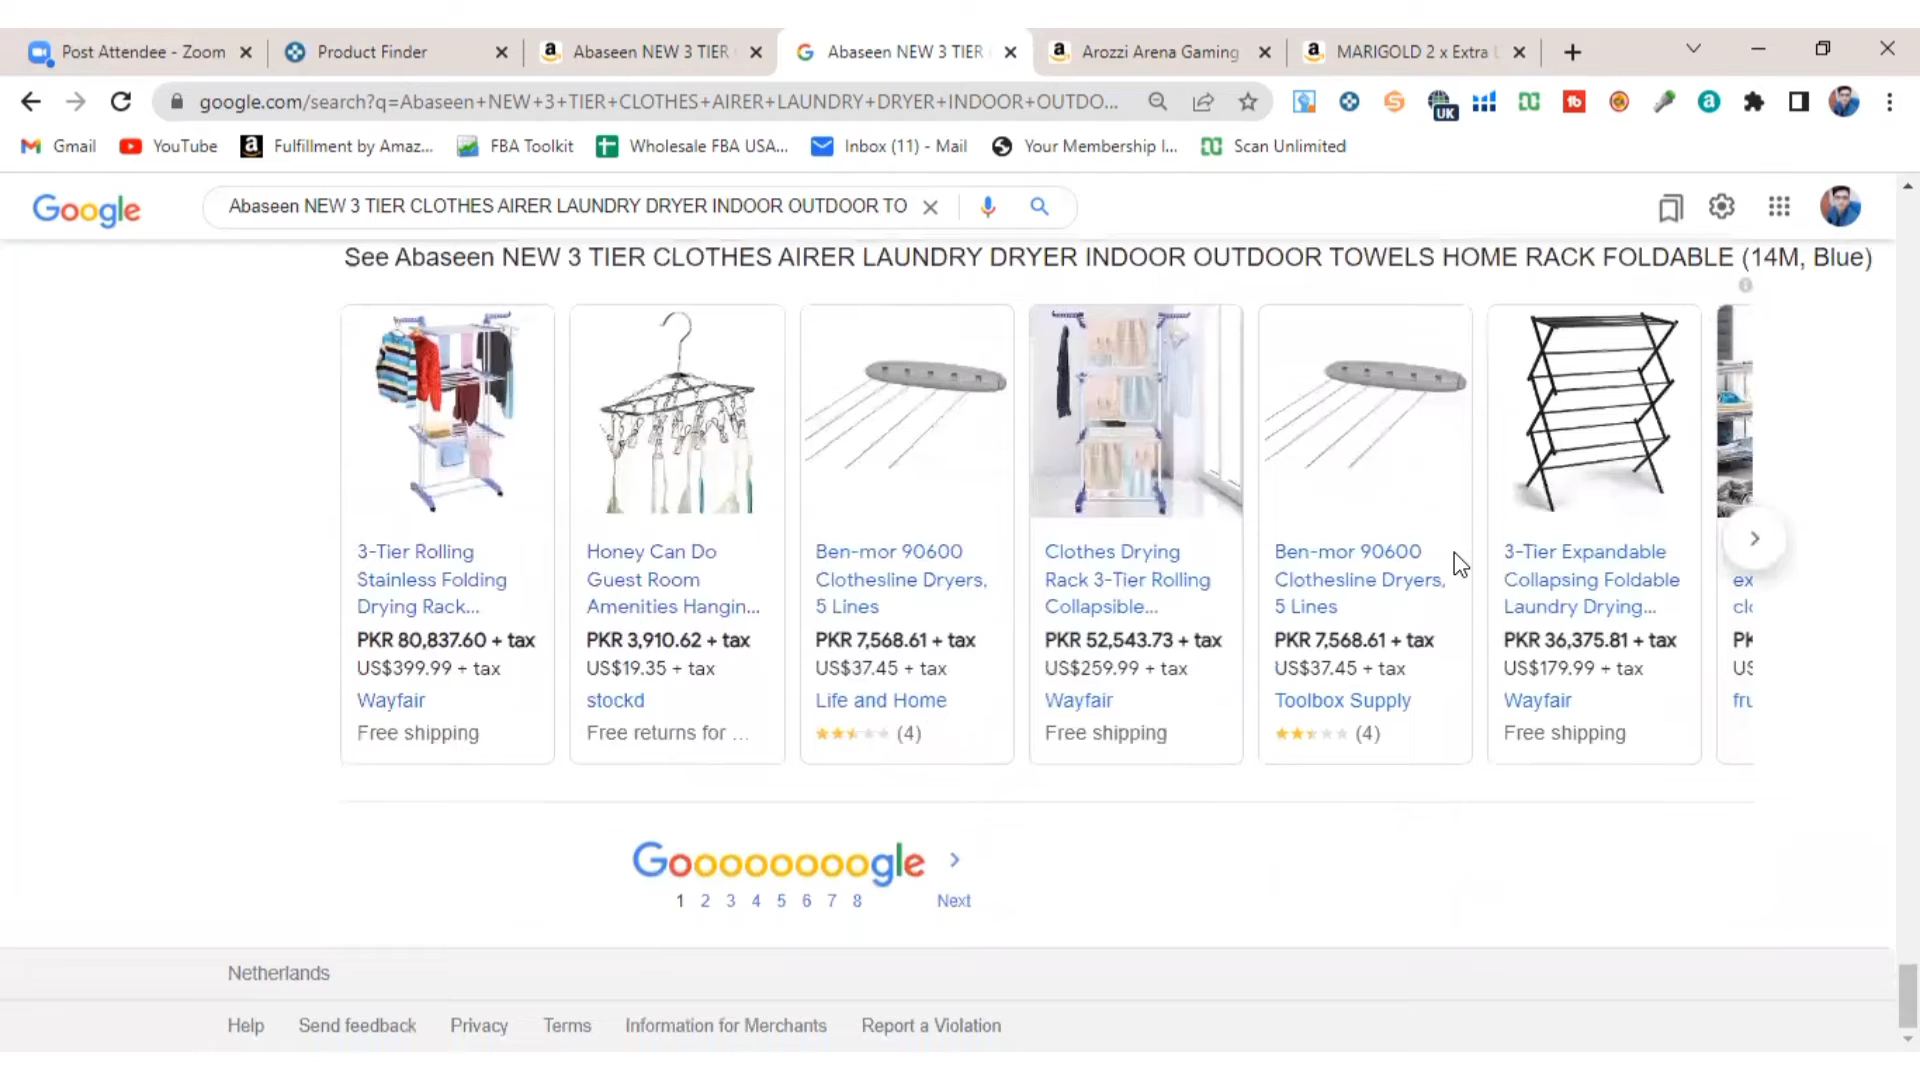 Post Attendee - Zoom
Product Finder
Abaseen NEW 3 TIER
Abaseen NEW 3 TIER
Arozzi Arena Gaming
MARIGOLD 2 x Extra
google.com/search?q=Abaseen+NEW+3+TIER+CLOTHES+AIRER+LAUNDRY+DRYER+INDOOR+OUTDO...
UK
Gmail
YouTube
Fulfillment by Amaz...
FBA Toolkit
Wholesale FBA USA...
Inbox (11) - Mail
Your Membership I...
Scan Unlimited
Google
Abaseen NEW 3 TIER CLOTHES AIRER LAUNDRY DRYER INDOOR OUTDOOR TO
See Abaseen NEW 3 TIER CLOTHES AIRER LAUNDRY DRYER INDOOR OUTDOOR TOWELS HOME RACK FOLDABLE (14M, Blue)
3-Tier Rolling
Stainless Folding
Drying Rack...
PKR 80,837.60 + tax
US$399.99 + tax
Wayfair
Free shipping
Honey Can Do
Guest Room
Amenities Hangin...
PKR 3,910.62 + tax
US$19.35 + tax
stockd
Free returns for ...
Ben-mor 90600
Clothesline Dryers,
5 Lines
PKR 7,568.61 + tax
US$37.45 + tax
Life and Home
(4)
Clothes Drying
Rack 3-Tier Rolling
Collapsible...
PKR 52,543.73 + tax
US$259.99 + tax
Wayfair
Free shipping
Ben-mor 90600
Clothesline Dryers,
5 Lines
PKR 7,568.61 + tax
US$37.45 + tax
Toolbox Supply
(4)
3-Tier Expandable
Collapsing Foldable
Laundry Drying...
PKR 36,375.81 + tax
US$179.99 + tax
Wayfair
Free shipping
ex
Goooooooogle
1 2 3 4 5 6 7 8 Next
Netherlands
Help Send feedback Privacy Terms Information for Merchants Report a Violation